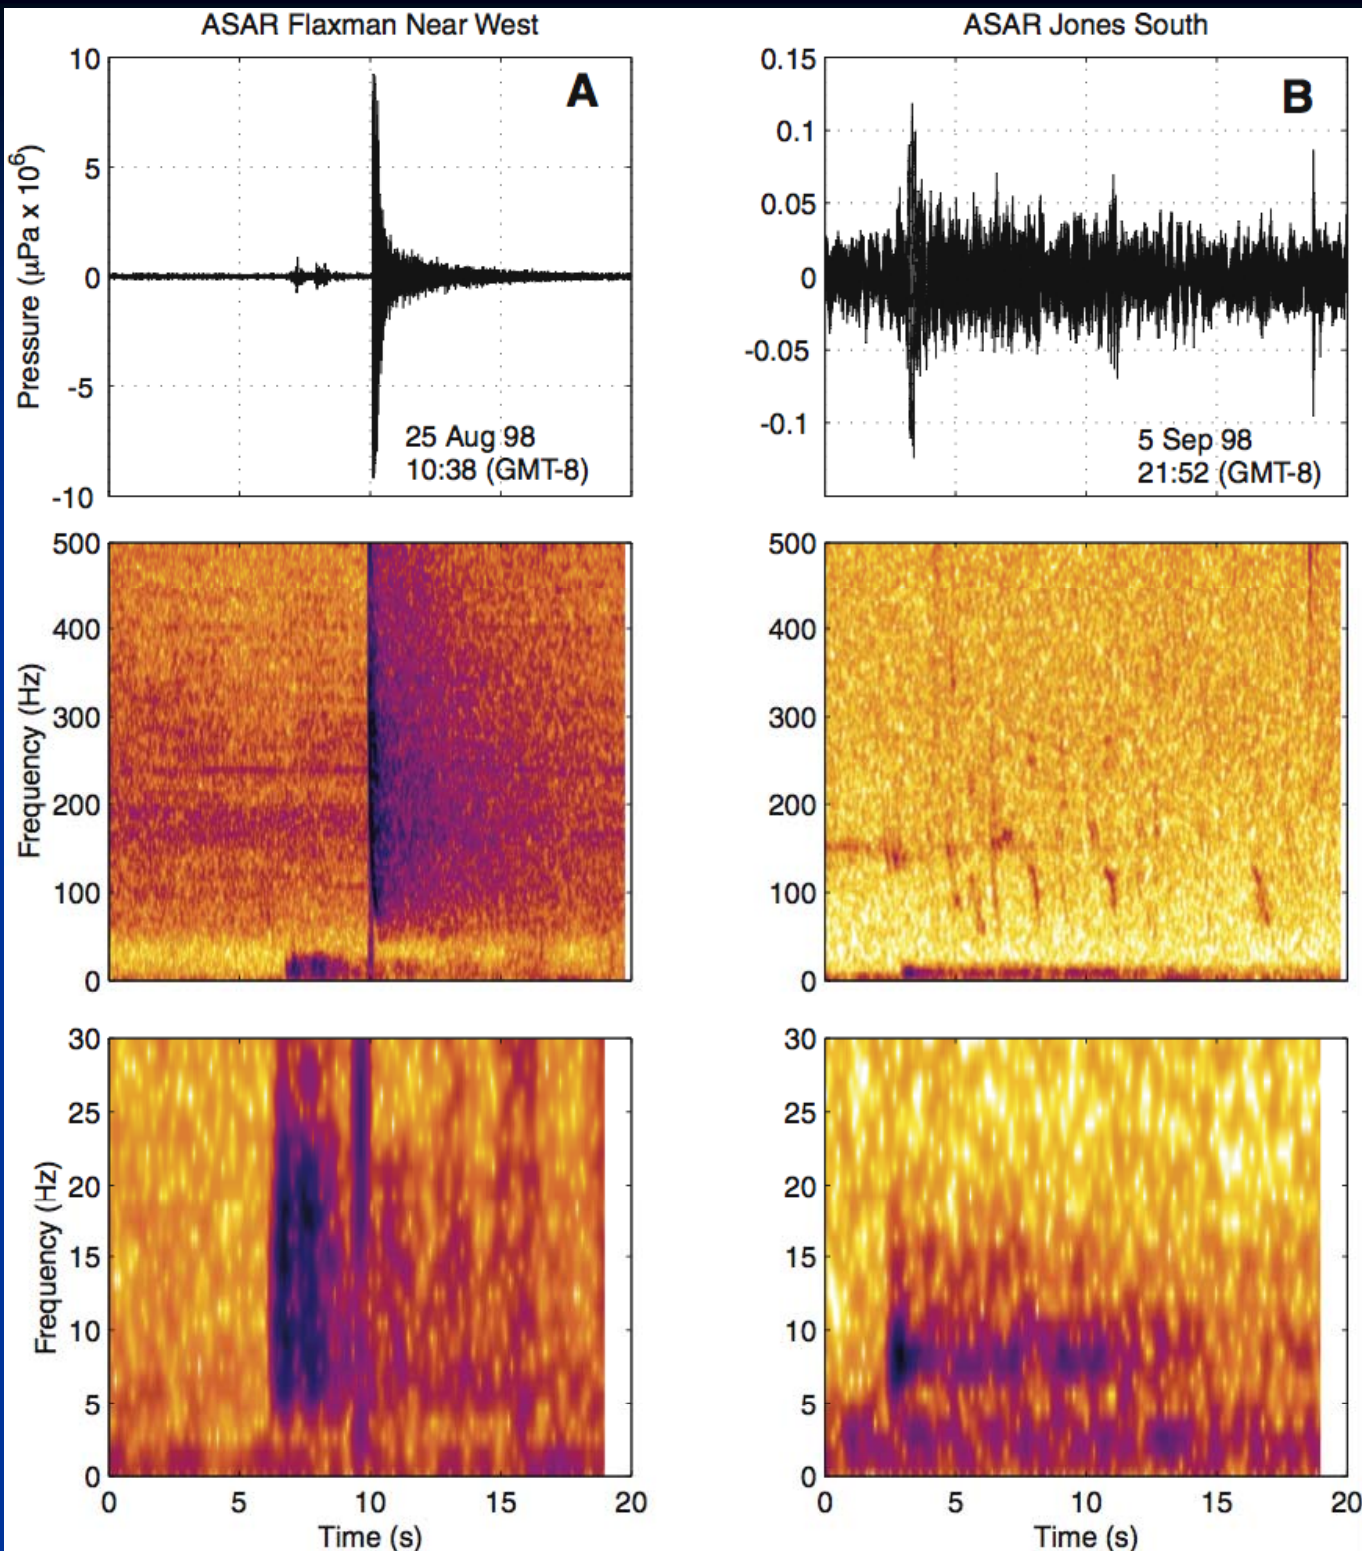 ASAR Flaxman Near West
10
5
0
-5
-10
Pressure (µPa x 10⁶)
A
25 Aug 98
10:38 (GMT-8)
ASAR Jones South
0.15
0.1
0.05
0
-0.05
-0.1
B
5 Sep 98
21:52 (GMT-8)
500
400
300
200
100
0
Frequency (Hz)
500
400
300
200
100
0
30
25
20
15
10
5
0
Frequency (Hz)
0 5 10 15 20
Time (s)
30
25
20
15
10
5
0
0 5 10 15 20
Time (s)